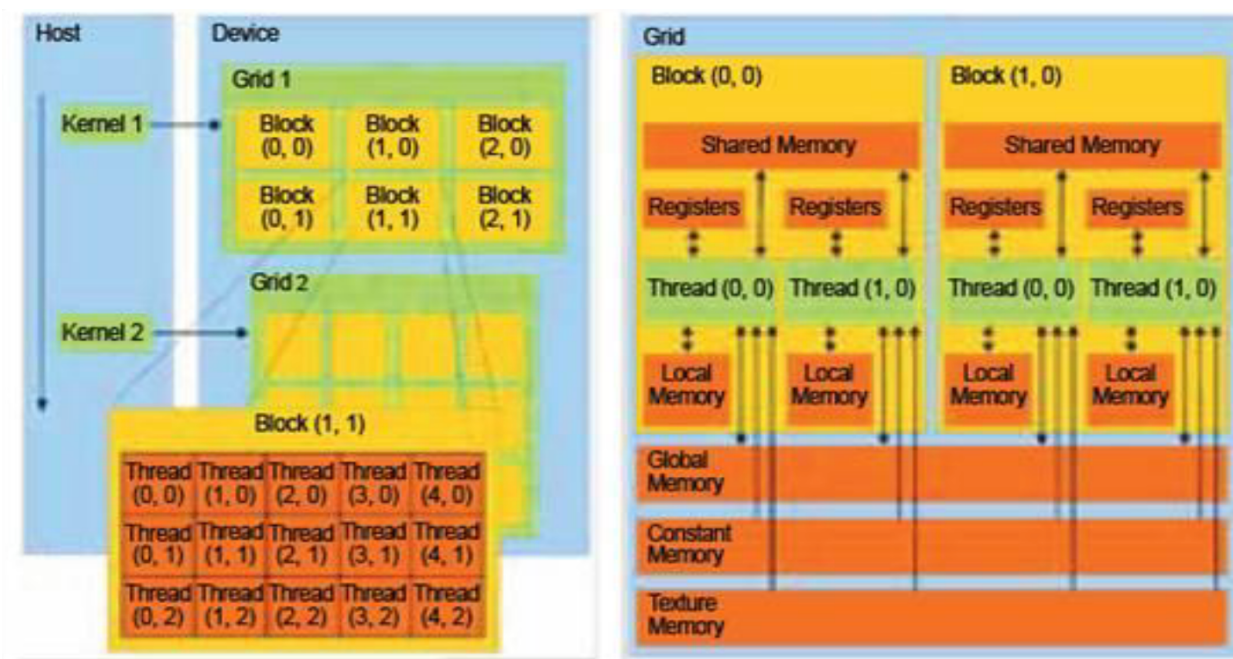 Host
Device
Grid 1
Kernel 1
Block
(0, 0)
Block
(1, 0)
Block
(2, 0)
Block
(0, 1)
Block
(1, 1)
Block
(2, 1)
Grid 2
Kernel 2
Block (1, 1)
Thread
(0, 0)
Thread
(1, 0)
Thread
(2, 0)
Thread
(3, 0)
Thread
(4, 0)
Thread
(0, 1)
Thread
(1, 1)
Thread
(2, 1)
Thread
(3, 1)
Thread
(4, 1)
Thread
(0, 2)
Thread
(1, 2)
Thread
(2, 2)
Thread
(3, 2)
Thread
(4, 2)
Grid
Block (0, 0)
Shared Memory
Registers
Registers
Thread (0, 0)
Thread (1, 0)
Local
Memory
Local
Memory
Block (1, 0)
Shared Memory
Registers
Registers
Thread (0, 0)
Thread (1, 0)
Local
Memory
Local
Memory
Global
Memory
Constant
Memory
Texture
Memory